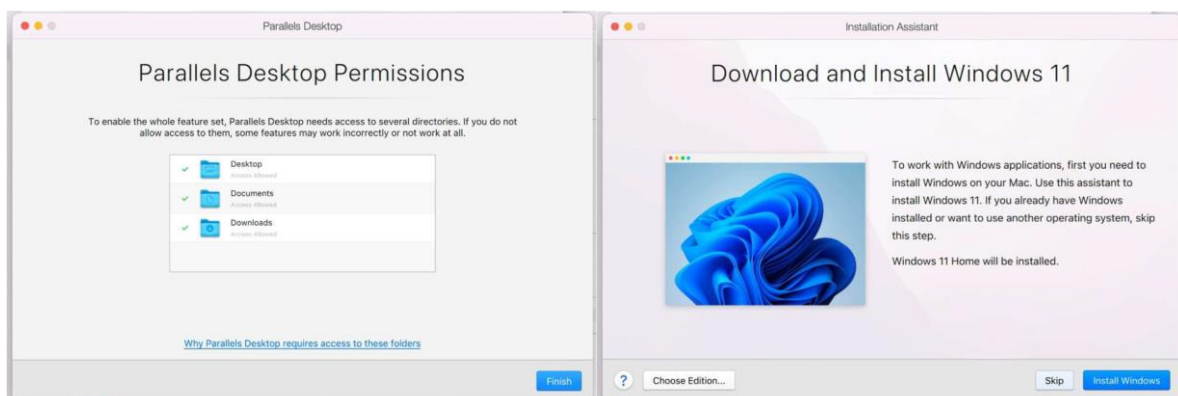 Parallels Desktop
Parallels Desktop Permissions
To enable the whole feature set, Parallels Desktop needs access to several directories. If you do not
allow access to them, some features may work incorrectly or not work at all.
Desktop
Access Allowed
Documents
Access Allowed
Downloads
Access Allowed
Why Parallels Desktop requires access to these folders
Finish
Installation Assistant
Download and Install Windows 11
To work with Windows applications, first you need to
install Windows on your Mac. Use this assistant to
install Windows 11. If you already have Windows
installed or want to use another operating system, skip
this step.
Windows 11 Home will be installed.
?
Choose Edition...
Skip
Install Windows